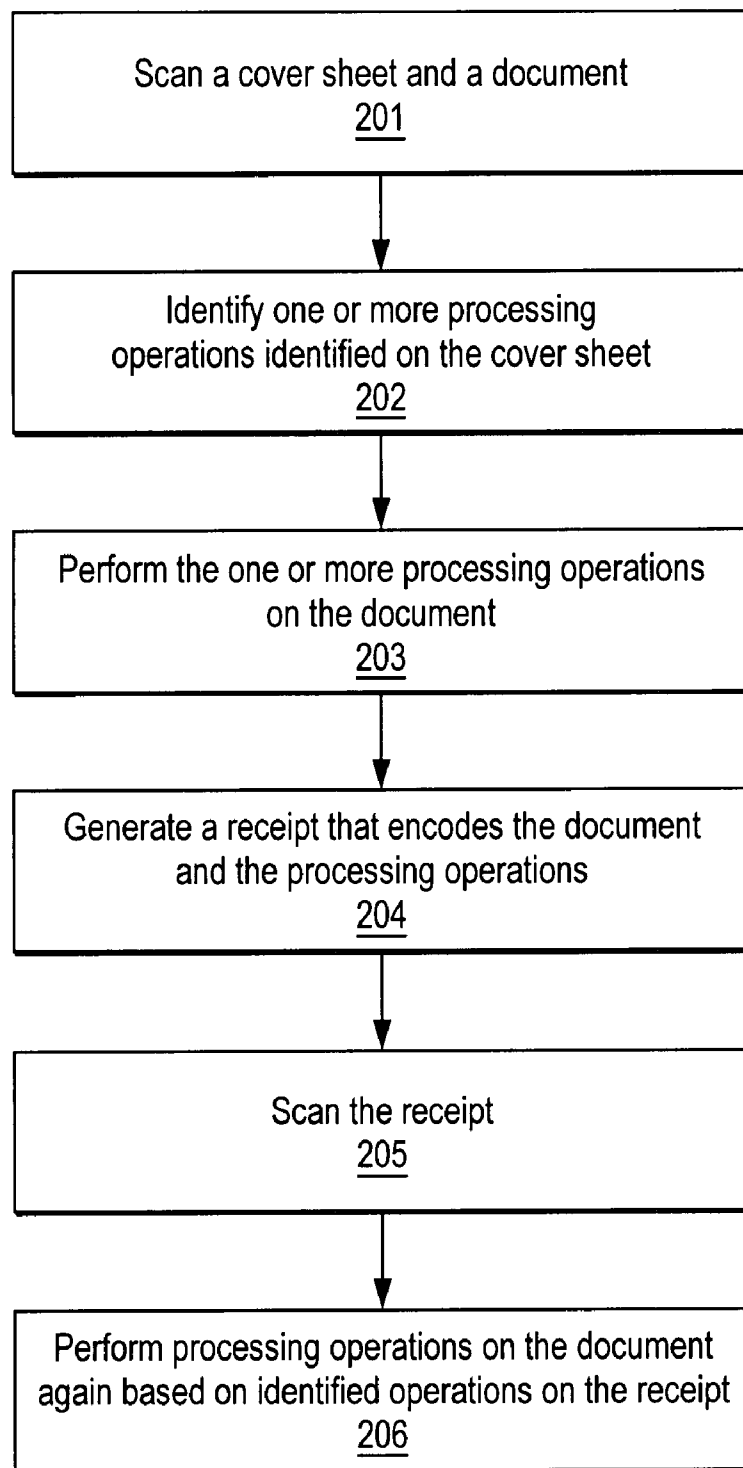 Scan a cover sheet and a document
201
Identify one or more processing
operations identified on the cover sheet
202
Perform the one or more processing operations
on the document
203
Generate a receipt that encodes the document
and the processing operations
204
Scan the receipt
205
Perform processing operations on the document
again based on identified operations on the receipt
206